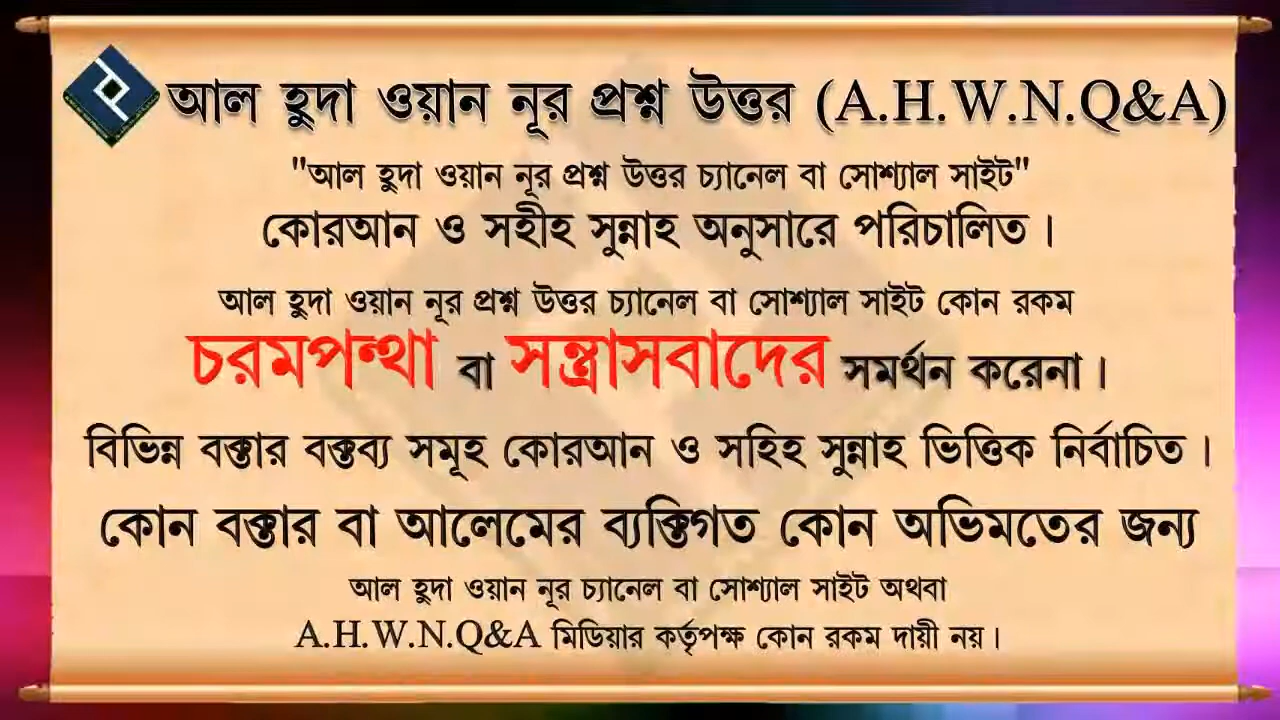 আল হুদা ওয়ান নূর প্রশ্ন উত্তর (A.H.W.N.Q&A)
"আল হুদা ওয়ান নূর প্রশ্ন উত্তর চ্যানেল বা সোশ্যাল সাইট"
কোরআন ও সহীহ সুন্নাহ অনুসারে পরিচালিত।
আল হুদা ওয়ান নূর প্রশ্ন উত্তর চ্যানেল বা সোশ্যাল সাইট কোন রকম
চরমপন্থা বা সন্ত্রাসবাদের সমর্থন করেনা।
বিভিন্ন বক্তার বক্তব্য সমূহ কোরআন ও সহিহ সুন্নাহ ভিত্তিক নির্বাচিত।
কোন বক্তার বা আলেমের ব্যক্তিগত কোন অভিমতের জন্য
আল হুদা ওয়ান নূর চ্যানেল বা সোশ্যাল সাইট অথবা
A.H.W.N.Q&A মিডিয়ার কর্তৃপক্ষ কোন রকম দায়ী নয়।